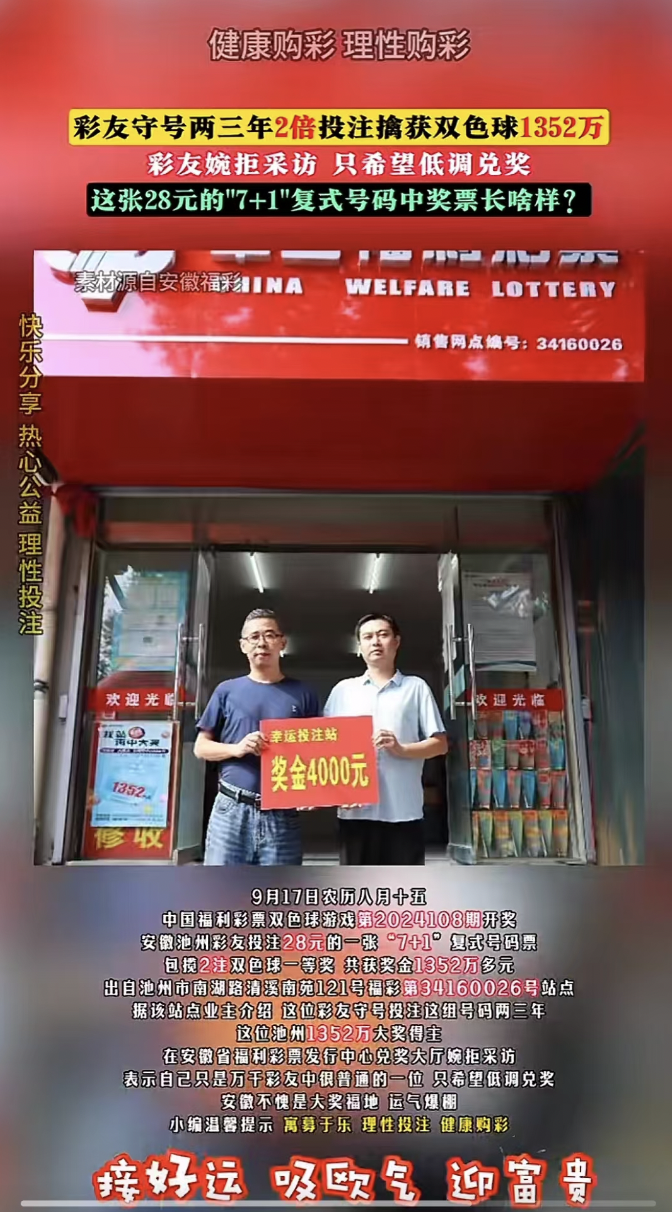 健康购彩 理性购彩
彩友守号两三年2倍投注擒获双色球1352万
彩友婉拒采访 只希望低调兑奖
这张28元的"7+1"复式号码中奖票长啥样？
素材源自安徽福彩
CHINA WELFARE LOTTERY
销售网点编号：34160026
快乐分享 热心公益 理性投注
欢迎光临
欢迎光临
我站
再中大奖
1352
修 收
幸运投注站
奖金4000元
9月17日农历八月十五
中国福利彩票双色球游戏第2024108期开奖
安徽池州彩友投注28元的一张“7+1”复式号码票
包揽2注双色球一等奖 共获奖金1352万多元
出自池州市南湖路清溪南苑121号福彩第34160026号站点
据该站点业主介绍 这位彩友守号投注这组号码两三年
这位池州1352万大奖得主
在安徽省福利彩票发行中心兑奖大厅婉拒采访
表示自己只是万千彩友中很普通的一位 只希望低调兑奖
安徽不愧是大奖福地 运气爆棚
小编温馨提示 寓募于乐 理性投注 健康购彩
接好运 吸欧气 迎富贵